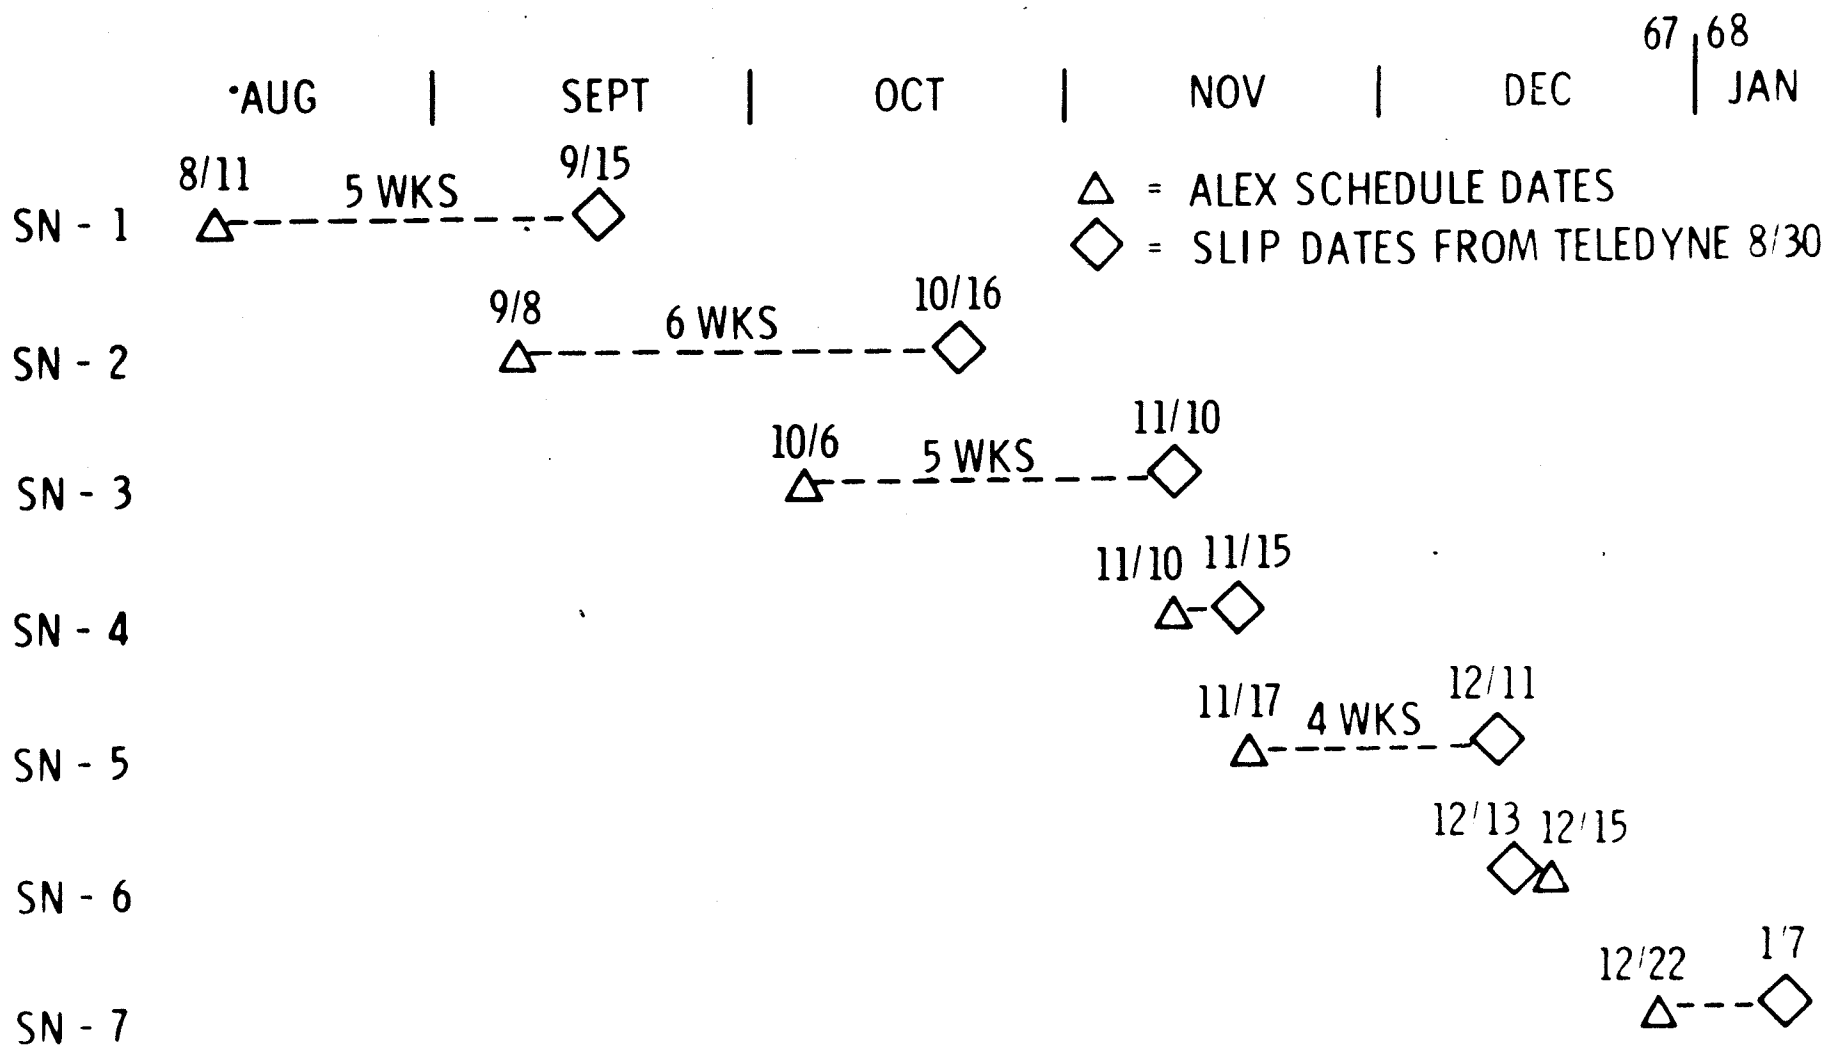 67 | 68
AUG | SEPT | OCT | NOV | DEC | JAN
8/11 5 WKS 9/15
SN - 1
△ = ALEX SCHEDULE DATES
◇ = SLIP DATES FROM TELEDYNE 8/30
9/8 6 WKS 10/16
SN - 2
10/6 5 WKS 11/10
SN - 3
11/10 11/15
SN - 4
11/17 4 WKS 12/11
SN - 5
12/13 12/15
SN - 6
12/22 1/7
SN - 7